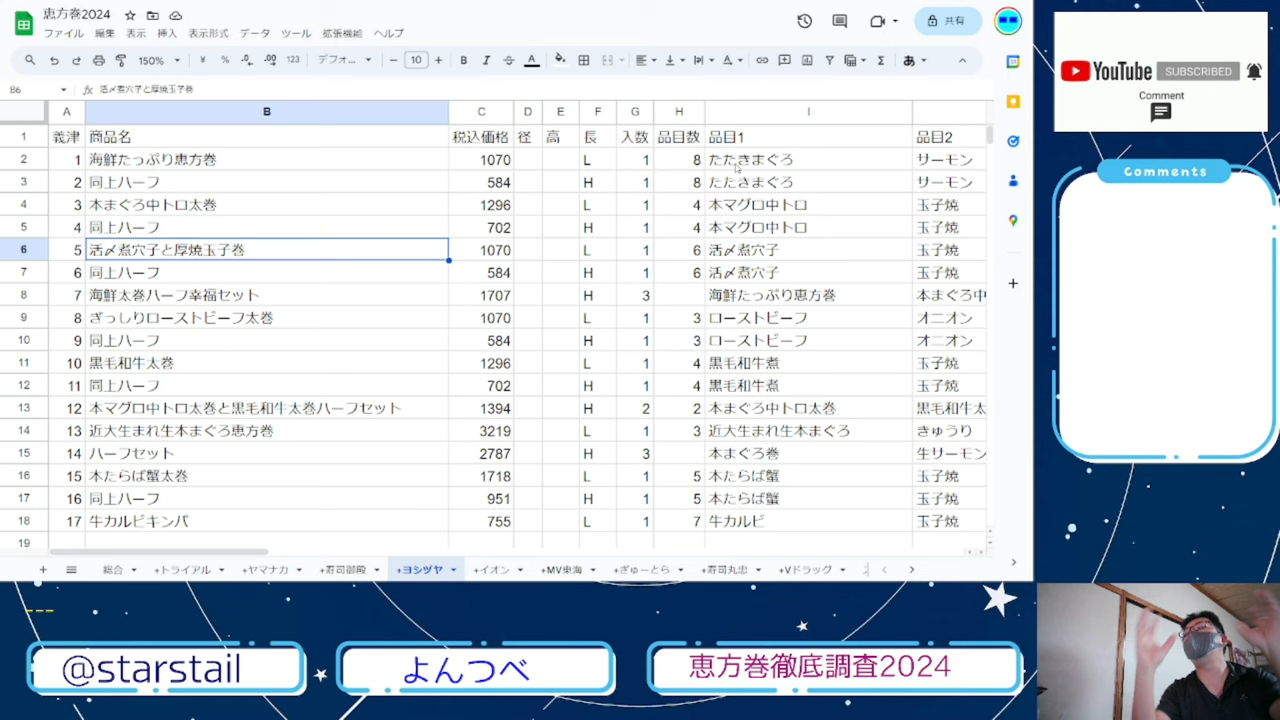 恵方巻2024
ファイル 編集 表示 挿入 表示形式 データ ツール 拡張機能 ヘルプ
共有
150% ¥ % .0 .00 123 デフォ... 10 B I A あ
B6 活〆煮穴子と厚焼玉子巻
A B C D E F G H I
1 義津 商品名 税込価格 径 高 長 入数 品目数 品目1 品目2
2 1 海鮮たっぷり恵方巻 1070 L 1 8 たたきまぐろ サーモン
3 2 同上ハーフ 584 H 1 8 たたきまぐろ サーモン
4 3 本まぐろ中トロ太巻 1296 L 1 4 本マグロ中トロ 玉子焼
5 4 同上ハーフ 702 H 1 4 本マグロ中トロ 玉子焼
6 5 活〆煮穴子と厚焼玉子巻 1070 L 1 6 活〆煮穴子 玉子焼
7 6 同上ハーフ 584 H 1 6 活〆煮穴子 玉子焼
8 7 海鮮太巻ハーフ幸福セット 1707 H 3 海鮮たっぷり恵方巻 本まぐろ中
9 8 ぎっしりローストビーフ太巻 1070 L 1 3 ローストビーフ オニオン
10 9 同上ハーフ 584 H 1 3 ローストビーフ オニオン
11 10 黒毛和牛太巻 1296 L 1 4 黒毛和牛煮 玉子焼
12 11 同上ハーフ 702 H 1 4 黒毛和牛煮 玉子焼
13 12 本マグロ中トロ太巻と黒毛和牛太巻ハーフセット 1394 H 2 2 本まぐろ中トロ太巻 黒毛和牛太
14 13 近大生まれ生本まぐろ恵方巻 3219 L 1 3 近大生まれ生本まぐろ きゅうり
15 14 ハーフセット 2787 H 3 本まぐろ巻 生サーモン
16 15 本たらば蟹太巻 1718 L 1 5 本たらば蟹 玉子焼
17 16 同上ハーフ 951 H 1 5 本たらば蟹 玉子焼
18 17 牛カルビキンパ 755 L 1 7 牛カルビ 玉子焼
19
総合 +トライアル +ヤマナカ +寿司御殿 +ヨシヅヤ +イオン +MV東海 +ぎゅーとら +寿司丸忠 +Vドラッグ
YouTube SUBSCRIBED
Comment
Comments
@starstail よんつべ 恵方巻徹底調査2024